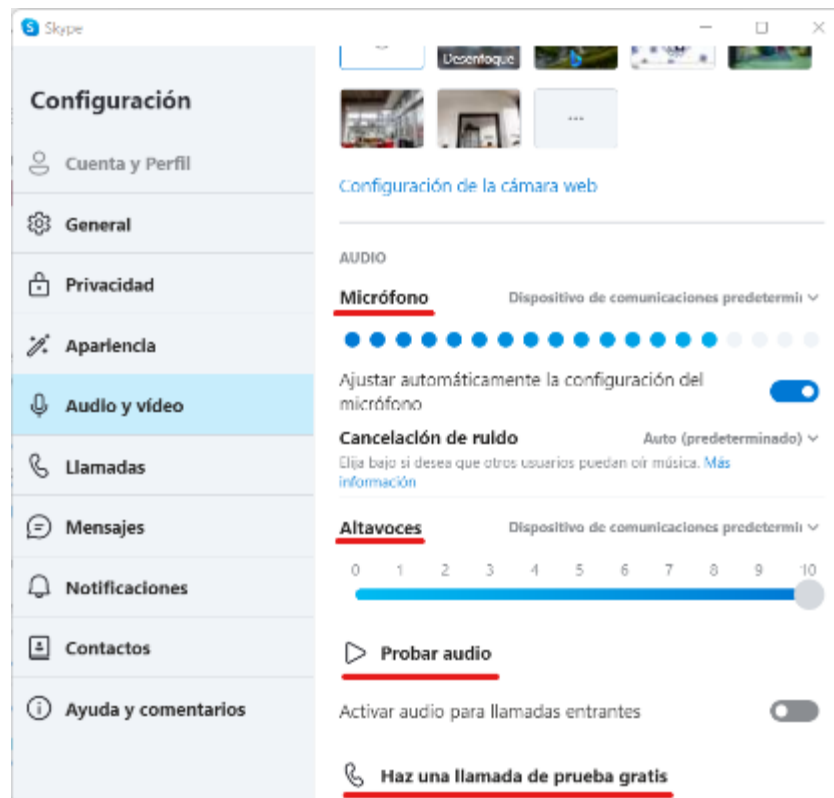 Skype
Desenfoque
Configuración
Cuenta y Perfil
Configuración de la cámara web
General
AUDIO
Privacidad
Micrófono Dispositivo de comunicaciones predetermii
Apariencia
Ajustar automáticamente la configuración del
micrófono
Audio y vídeo
Cancelación de ruido Auto (predeterminado)
Elija bajo si desea que otros usuarios puedan oír música. Más
información
Llamadas
Mensajes
Altavoces Dispositivo de comunicaciones predetermii
0 1 2 3 4 5 6 7 8 9 10
Notificaciones
Contactos
Probar audio
Ayuda y comentarios
Activar audio para llamadas entrantes
Haz una llamada de prueba gratis